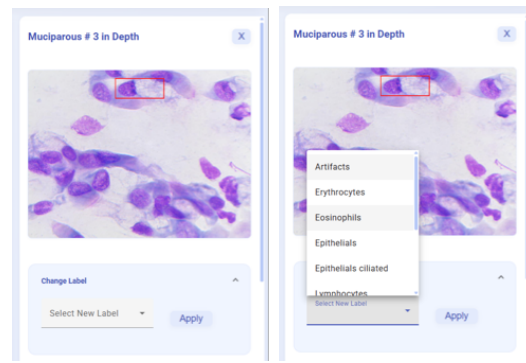 Muciparous # 3 in Depth
X
Change Label
Select New Label
Apply
Muciparous # 3 in Depth
X
Artifacts
Erythrocytes
Eosinophils
Epithelials
Epithelials ciliated
Lymphocytes
Select New Label
Apply